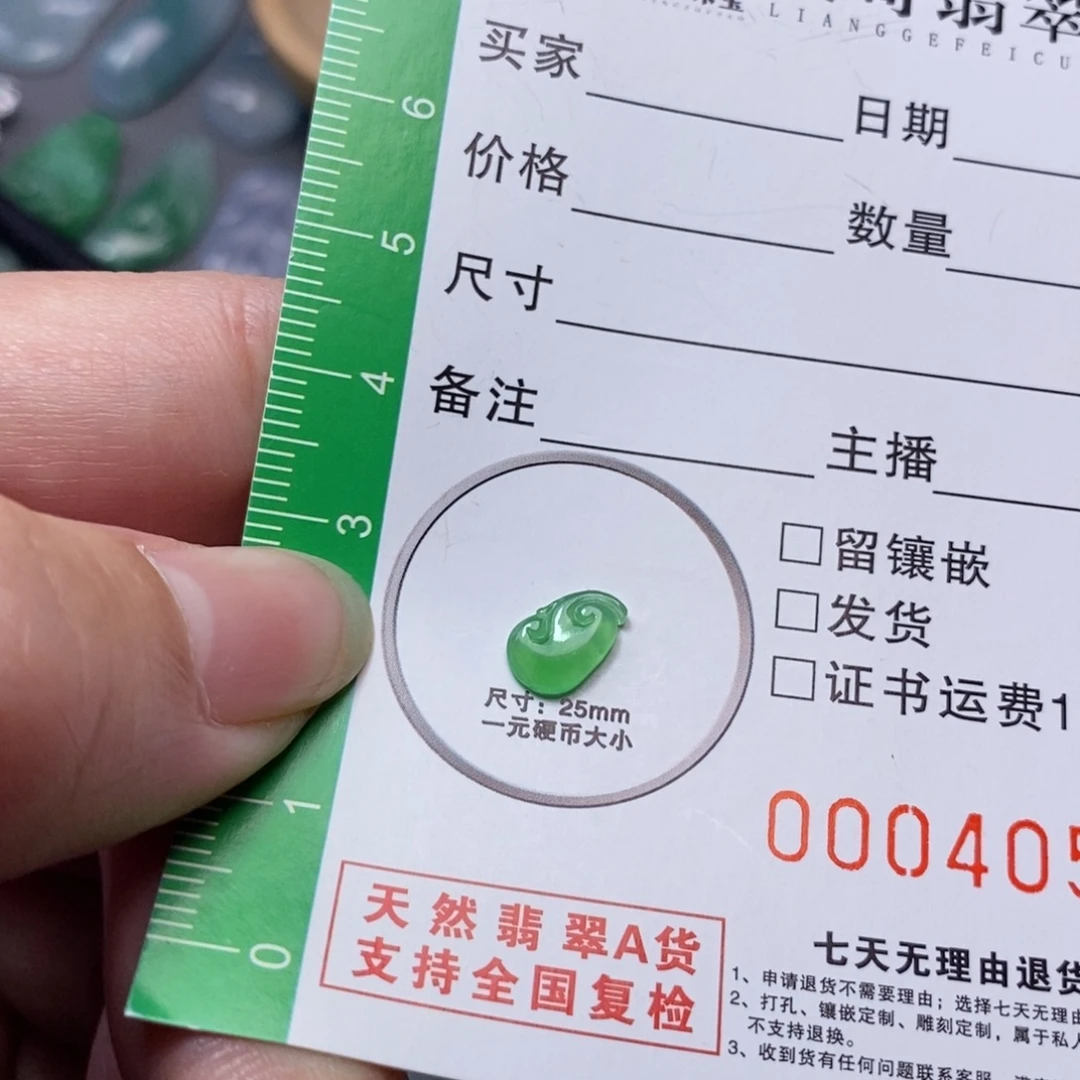 翡翠
LIANGGEFEICU
买家
日期
价格
数量
尺寸
备注
主播
6
5
4
3
1
0
留镶嵌
发货
证书运费1
尺寸：25mm
一元硬币大小
000405
天然翡翠A货
支持全国复检
七天无理由退货
1、申请退货不需要理由；选择七天无理由
2、打孔、镶嵌定制、雕刻定制，属于私人
不支持退换。
3、收到货有任何问题联系客服